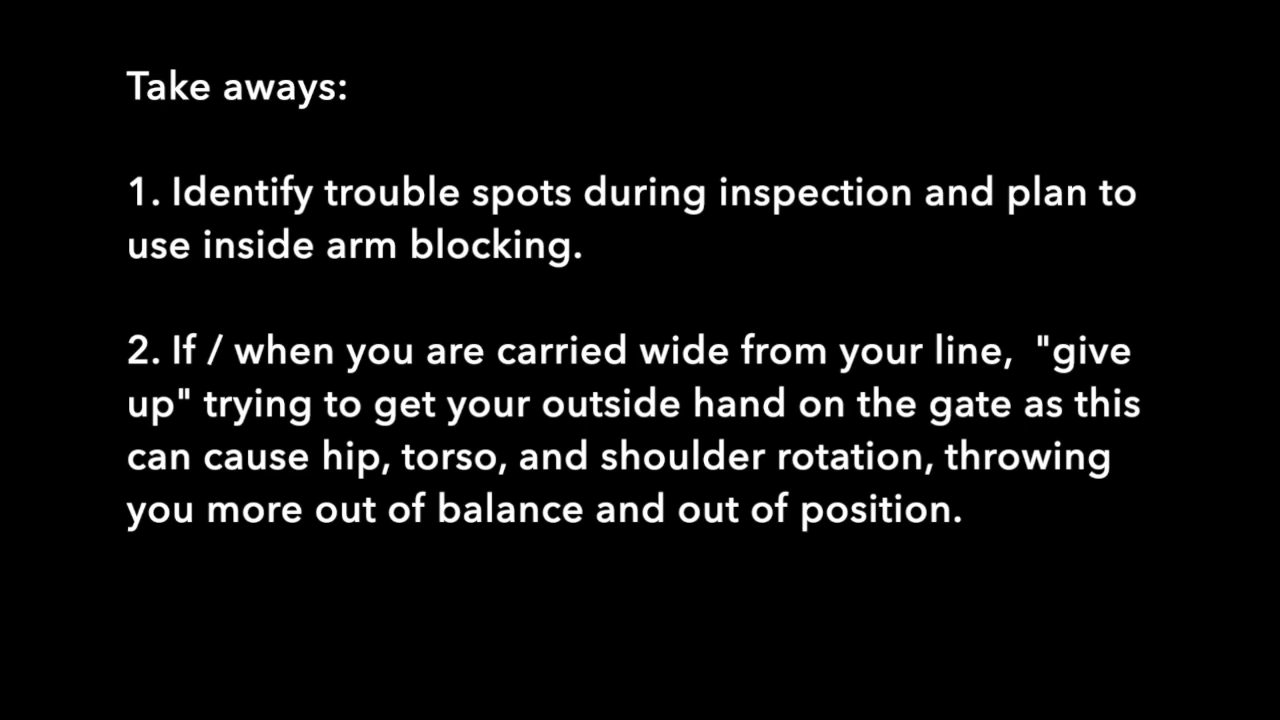 Take aways:
1. Identify trouble spots during inspection and plan to
use inside arm blocking.
2. If / when you are carried wide from your line,  "give
up" trying to get your outside hand on the gate as this
can cause hip, torso, and shoulder rotation, throwing
you more out of balance and out of position.